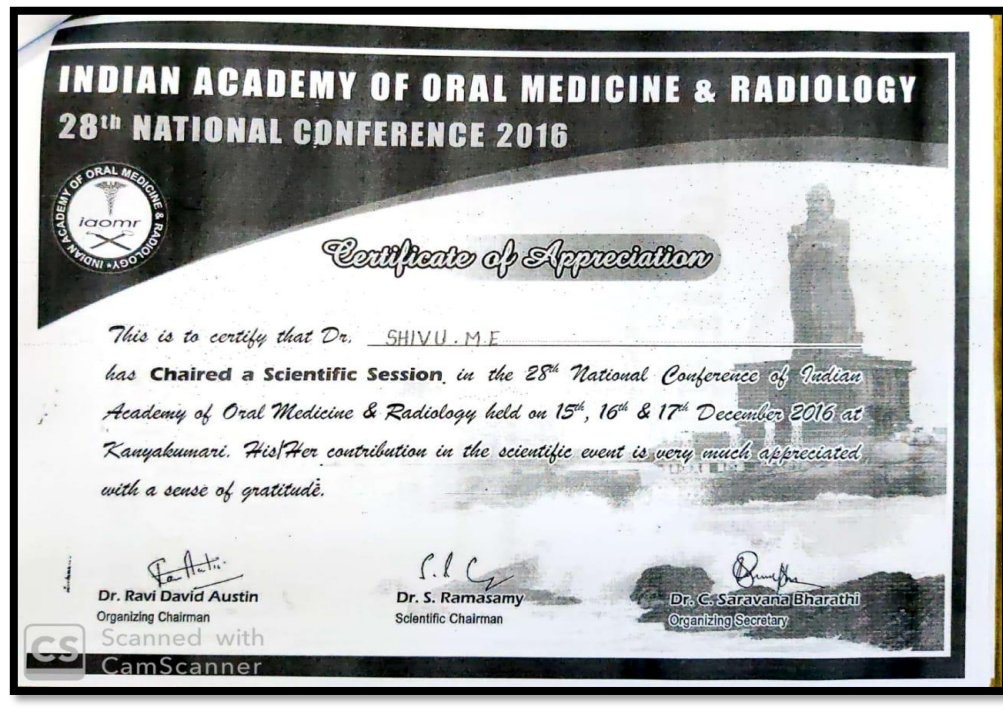 INDIAN ACADEMY OF ORAL MEDICINE & RADIOLOGY
28th NATIONAL CONFERENCE 2016
INDIAN ACADEMY OF ORAL MEDICINE & RADIOLOGY
iaomr
Certificate of Appreciation
This is to certify that Dr. SHIVU.M.E
has Chaired a Scientific Session in the 28th National Conference of Indian
Academy of Oral Medicine & Radiology held on 15th, 16th & 17th December 2016 at
Kanyakumari. His/Her contribution in the scientific event is very much appreciated
with a sense of gratitude.
Dr. Ravi David Austin
Organizing Chairman
Dr. S. Ramasamy
Scientific Chairman
Dr. C. Saravana Bharathi
Organizing Secretary
CS
Scanned with
CamScanner